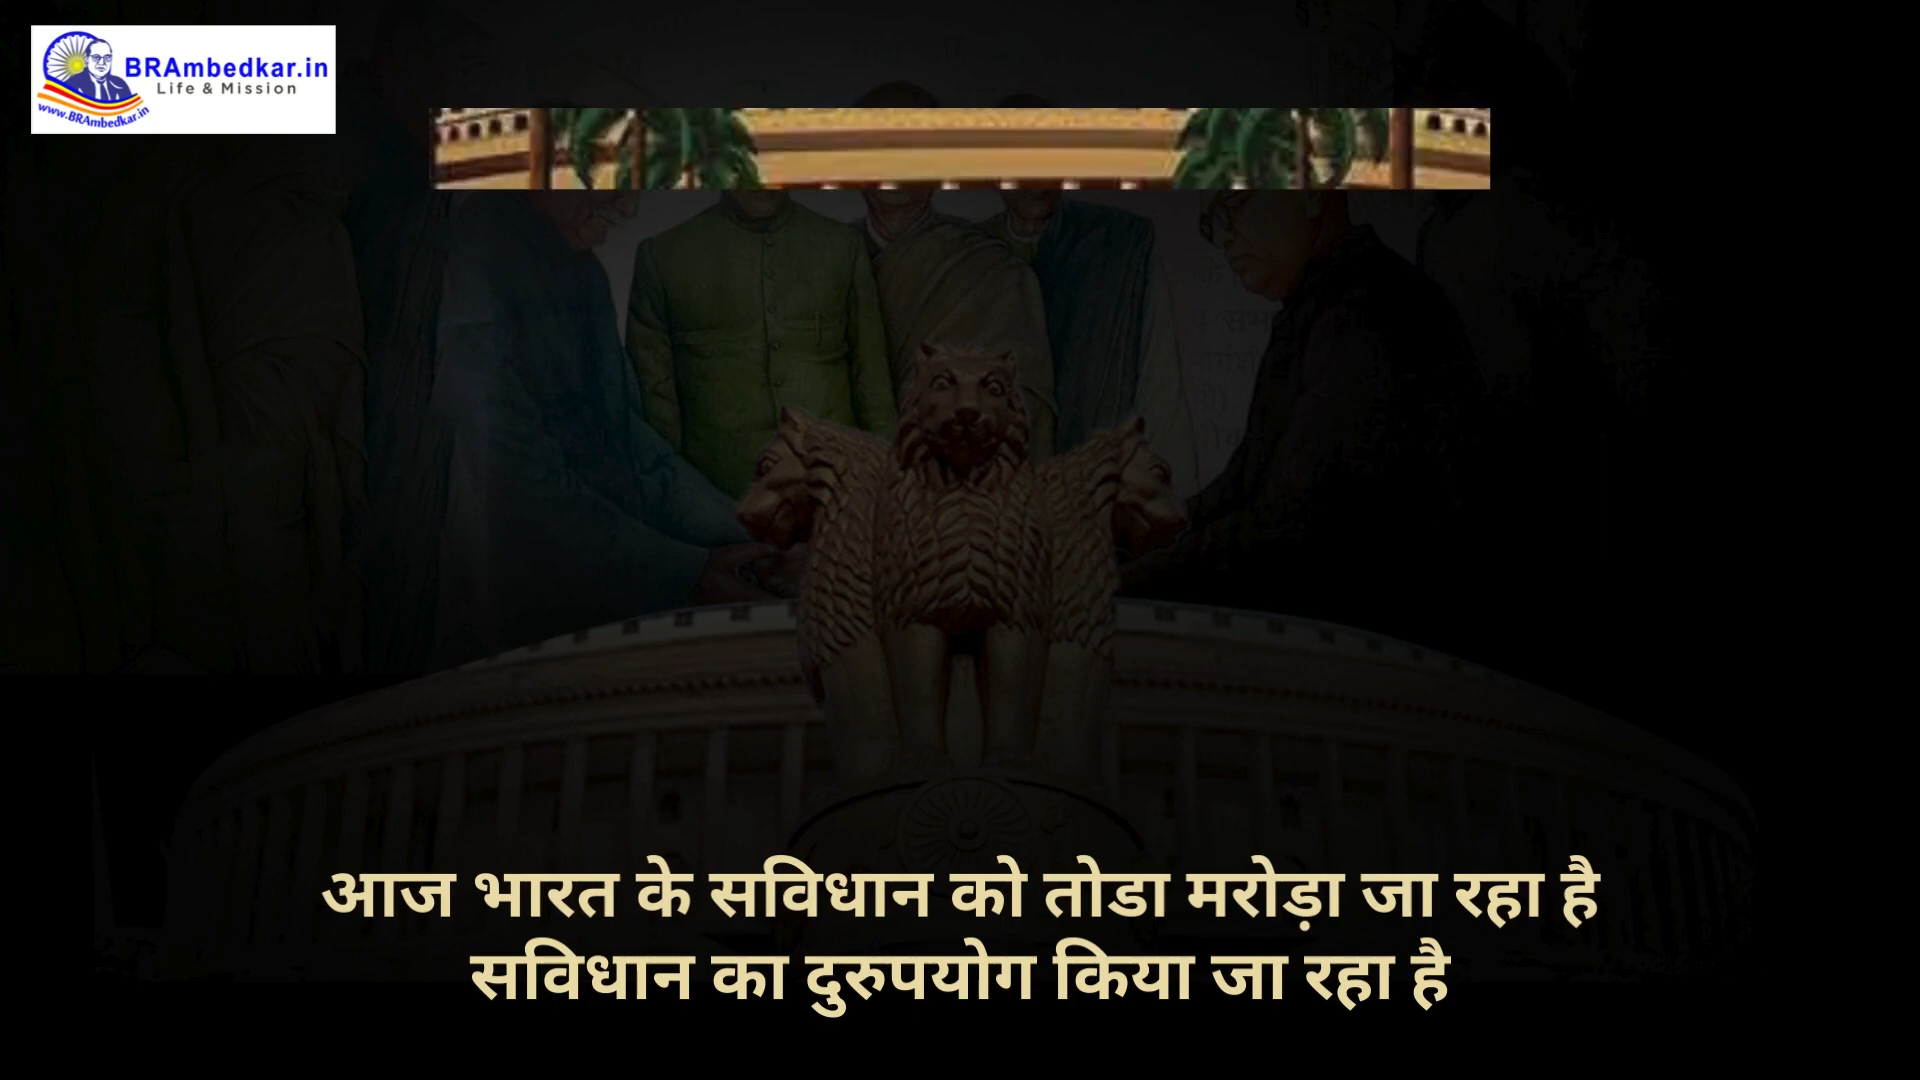 BRAmbedkar.in
Life & Mission
www.BRAmbedkar.in
आज भारत के सविधान को तोडा मरोड़ा जा रहा है
सविधान का दुरुपयोग किया जा रहा है